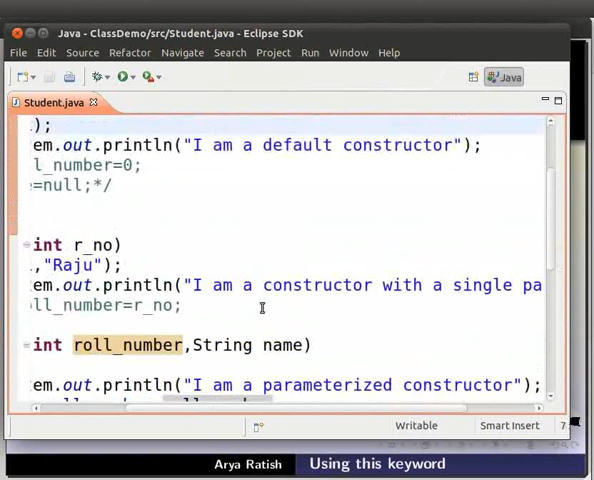 Java - ClassDemo/src/Student.java - Eclipse SDK
File Edit Source Refactor Navigate Search Project Run Window Help
Java
Student.java
);
em.out.println("I am a default constructor");
ll_number=0;
=null;*/
int r_no)
,"Raju");
em.out.println("I am a constructor with a single pa
oll_number=r_no;
int roll_number,String name)
em.out.println("I am a parameterized constructor");
Writable Smart Insert 7
Arya Ratish Using this keyword